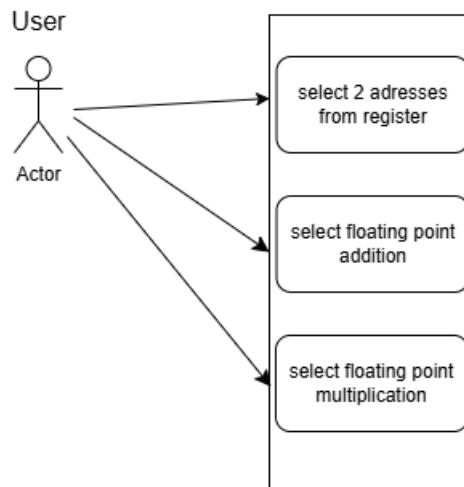 User
Actor
select 2 adresses
from register
select floating point
addition
select floating point
multiplication